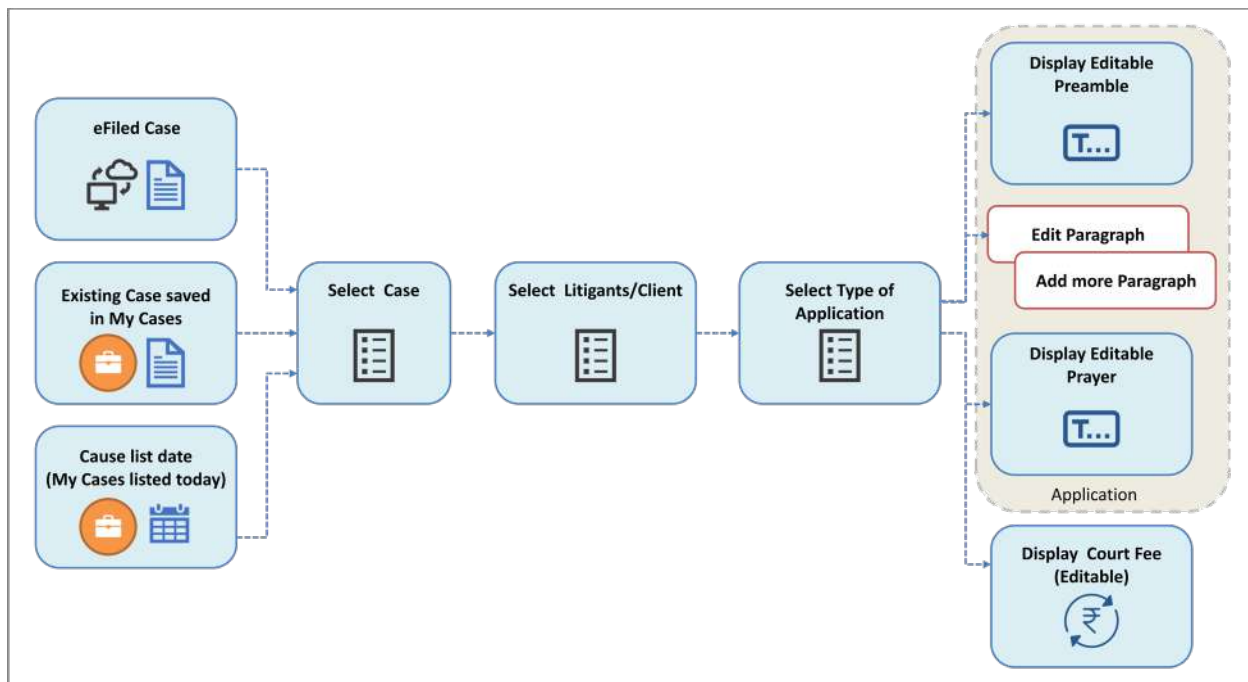 eFiled Case
Existing Case saved
in My Cases
Cause list date
(My Cases listed today)
Select Case
Select Litigants/Client
Select Type of
Application
Display Editable
Preamble
T...
Edit Paragraph
Add more Paragraph
Display Editable
Prayer
T...
Application
Display Court Fee
(Editable)
₹